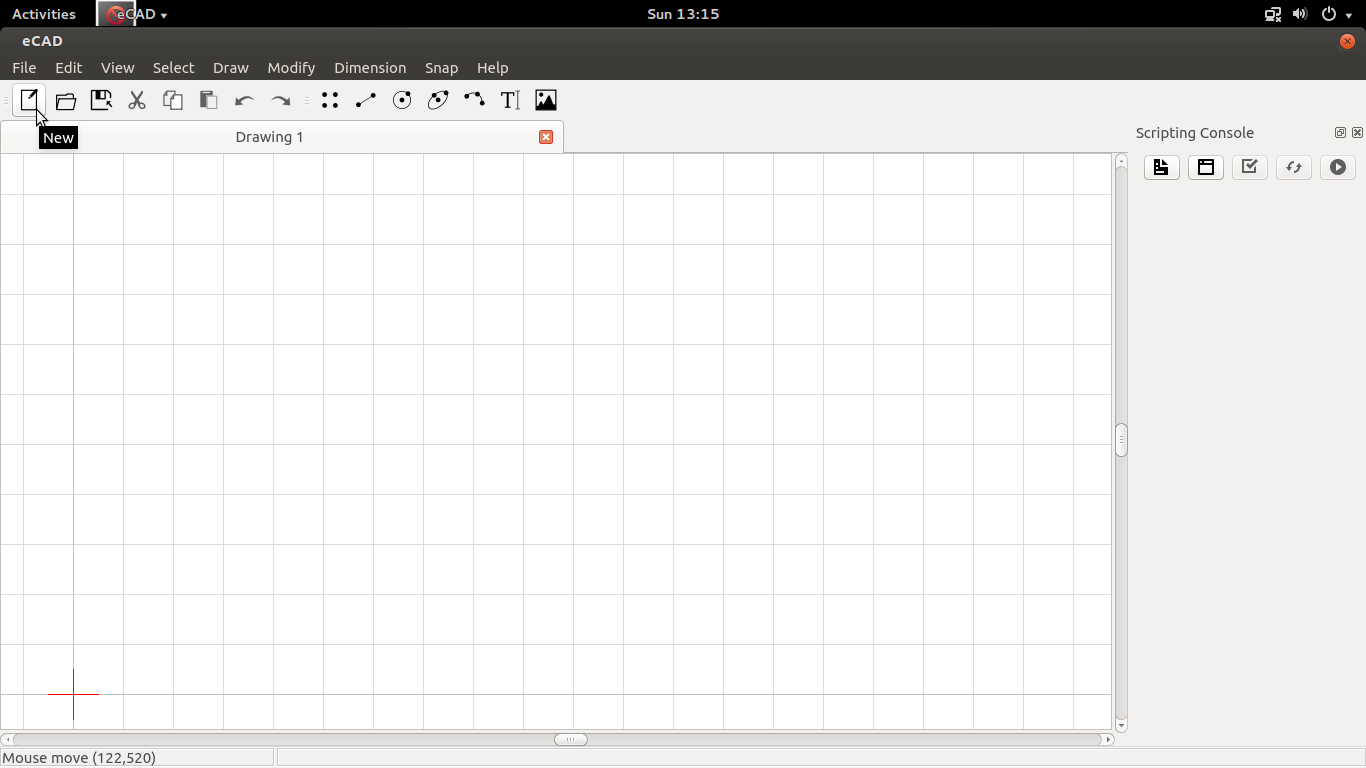 Activities eCAD Sun 13:15
eCAD
File Edit View Select Draw Modify Dimension Snap Help
T
New
Drawing 1
Scripting Console
Mouse move (122,520)